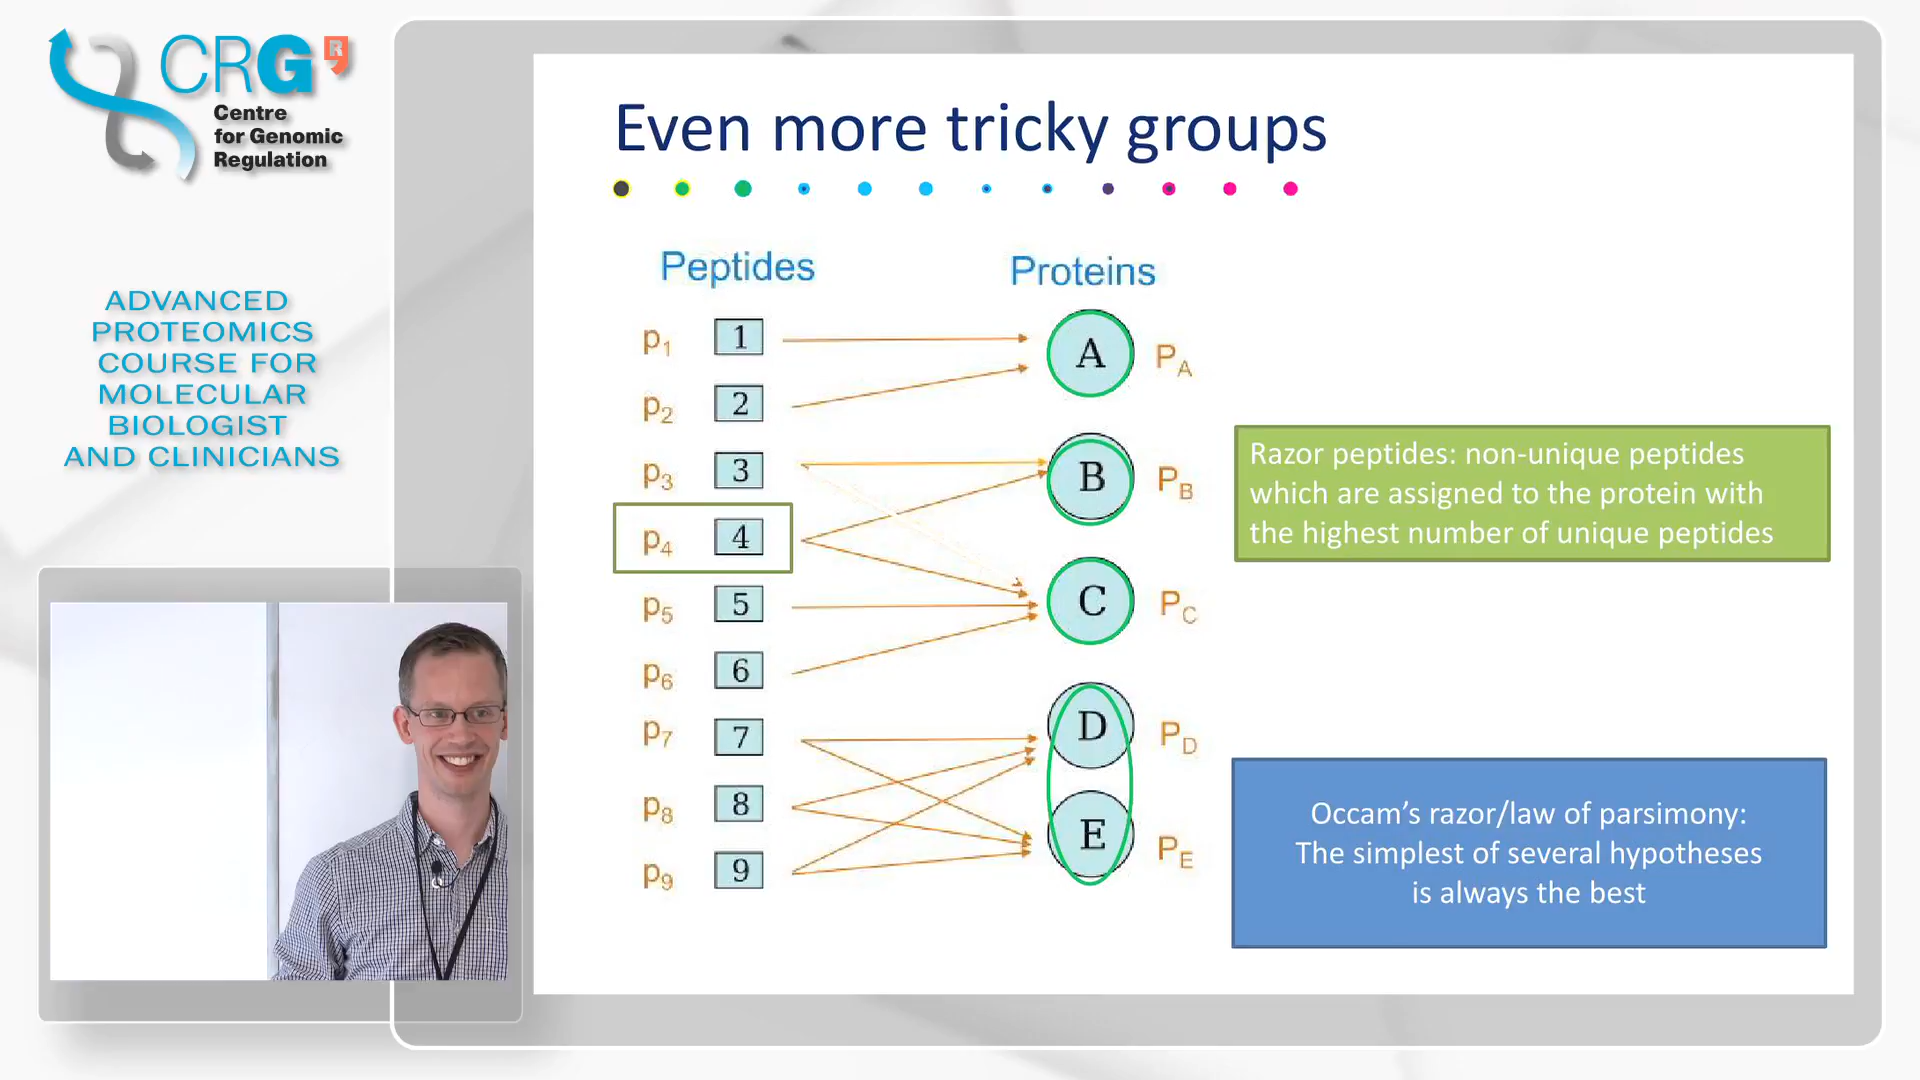 CRG
R
Centre
for Genomic
Regulation
ADVANCED
PROTEOMICS
COURSE FOR
MOLECULAR
BIOLOGIST
AND CLINICIANS
Even more tricky groups
Peptides
Proteins
p1 1
p2 2
p3 3
p4 4
p5 5
p6 6
p7 7
p8 8
p9 9
A PA
B PB
C PC
D PD
E PE
Razor peptides: non-unique peptides
which are assigned to the protein with
the highest number of unique peptides
Occam’s razor/law of parsimony:
The simplest of several hypotheses
is always the best